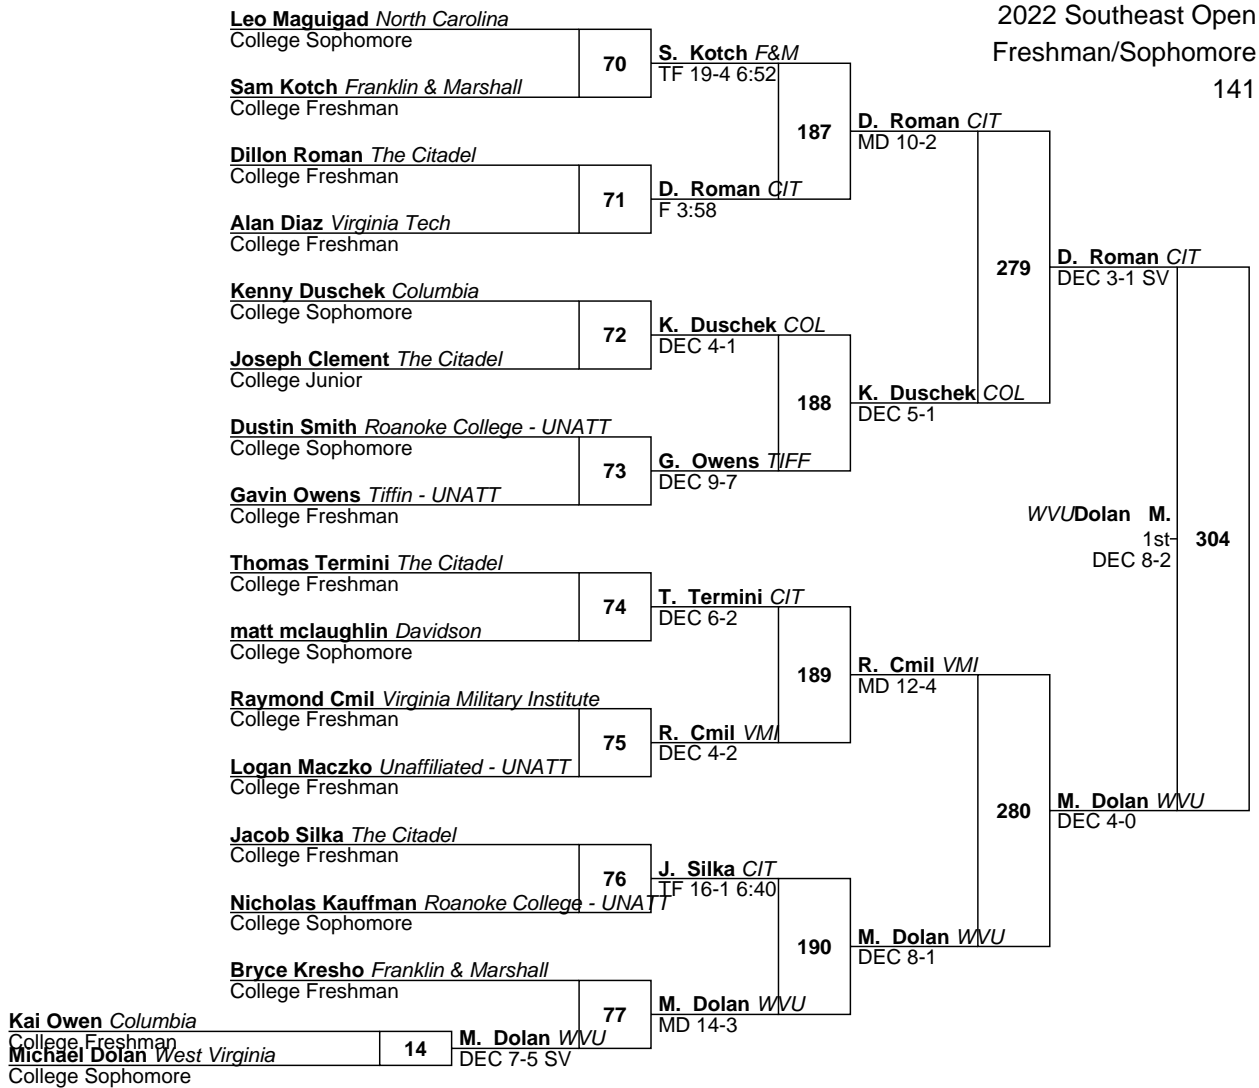 2022 Southeast Open
Freshman/Sophomore
141
Leo Maguigad North Carolina
College Sophomore
70
Sam Kotch Franklin & Marshall
College Freshman
S. Kotch F&M
TF 19-4 6:52
187
Dillon Roman The Citadel
College Freshman
71
Alan Diaz Virginia Tech
College Freshman
D. Roman CIT
F 3:58
D. Roman CIT
MD 10-2
279
Kenny Duschek Columbia
College Sophomore
72
Joseph Clement The Citadel
College Junior
K. Duschek COL
DEC 4-1
188
Dustin Smith Roanoke College - UNATT
College Sophomore
73
Gavin Owens Tiffin - UNATT
College Freshman
G. Owens TIFF
DEC 9-7
K. Duschek COL
DEC 5-1
D. Roman CIT
DEC 3-1 SV
WVUDolan M.
1st
DEC 8-2
304
Thomas Termini The Citadel
College Freshman
74
matt mclaughlin Davidson
College Sophomore
T. Termini CIT
DEC 6-2
189
Raymond Cmil Virginia Military Institute
College Freshman
75
Logan Maczko Unaffiliated - UNATT
College Freshman
R. Cmil VMI
DEC 4-2
R. Cmil VMI
MD 12-4
280
Jacob Silka The Citadel
College Freshman
76
Nicholas Kauffman Roanoke College - UNATT
College Sophomore
J. Silka CIT
TF 16-1 6:40
190
Bryce Kresho Franklin & Marshall
College Freshman
77
Kai Owen Columbia
College Freshman
Michael Dolan West Virginia
College Sophomore
14
M. Dolan WVU
DEC 7-5 SV
M. Dolan WVU
MD 14-3
M. Dolan WVU
DEC 8-1
M. Dolan WVU
DEC 4-0